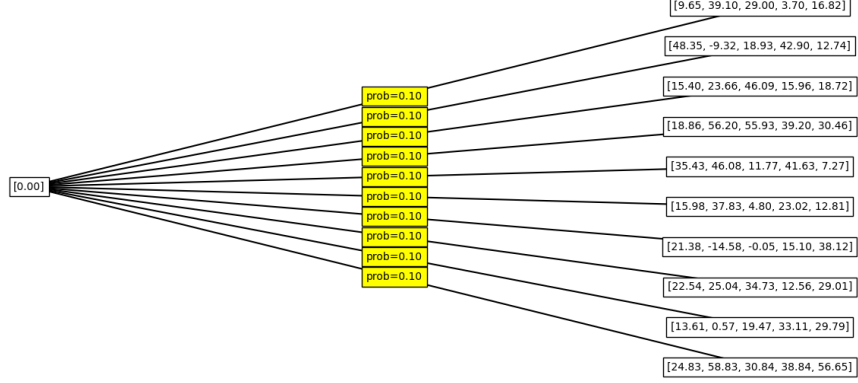 [9.65, 39.10, 29.00, 3.70, 16.82]
[48.35, -9.32, 18.93, 42.90, 12.74]
[15.40, 23.66, 46.09, 15.96, 18.72]
prob=0.10
prob=0.10
[18.86, 56.20, 55.93, 39.20, 30.46]
prob=0.10
prob=0.10
[35.43, 46.08, 11.77, 41.63, 7.27]
prob=0.10
[0.00]
prob=0.10
[15.98, 37.83, 4.80, 23.02, 12.81]
prob=0.10
prob=0.10
[21.38, -14.58, -0.05, 15.10, 38.12]
prob=0.10
prob=0.10
[22.54, 25.04, 34.73, 12.56, 29.01]
[13.61, 0.57, 19.47, 33.11, 29.79]
[24.83, 58.83, 30.84, 38.84, 56.65]